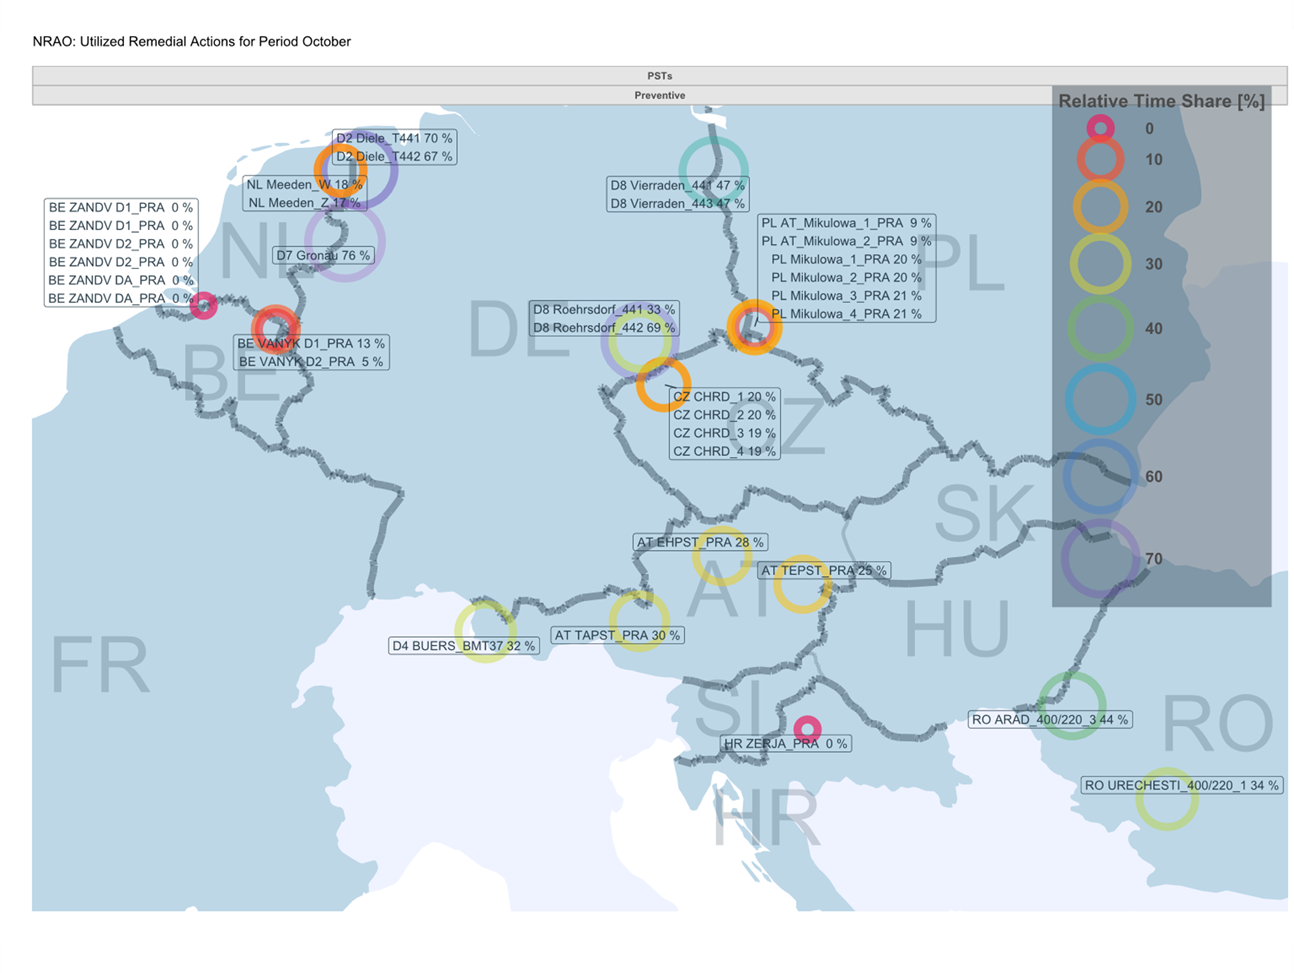 NRAO: Utilized Remedial Actions for Period October
PSTs
Preventive
Relative Time Share [%]
0
10
20
30
40
50
60
70
D2 Diele_T441 70 %
D2 Diele_T442 67 %
NL Meeden_W 18 %
NL Meeden_Z 17 %
BE ZANDV D1_PRA 0 %
BE ZANDV D1_PRA 0 %
BE ZANDV D2_PRA 0 %
BE ZANDV D2_PRA 0 %
BE ZANDV DA_PRA 0 %
BE ZANDV DA_PRA 0 %
D8 Vierraden_441 47 %
D8 Vierraden_443 47 %
PL AT_Mikulowa_1_PRA 9 %
PL AT_Mikulowa_2_PRA 9 %
PL Mikulowa_1_PRA 20 %
PL Mikulowa_2_PRA 20 %
PL Mikulowa_3_PRA 21 %
PL Mikulowa_4_PRA 21 %
NL
D7 Gronau 76 %
PL
DE
D8 Roehrsdorf_441 33 %
D8 Roehrsdorf_442 69 %
BE VANYK D1_PRA 13 %
BE VANYK D2_PRA 5 %
BE
CZ CHRD_1 20 %
CZ CHRD_2 20 %
CZ CHRD_3 19 %
CZ CHRD_4 19 %
CZ
SK
AT EHPST_PRA 28 %
AT TEPST_PRA 25 %
AT
HU
D4 BUERS_BMT37 32 %
AT TAPST_PRA 30 %
FR
SI
RO ARAD_400/220_3 44 %
RO
HR ZERJA_PRA 0 %
RO URECHESTI_400/220_1 34 %
HR